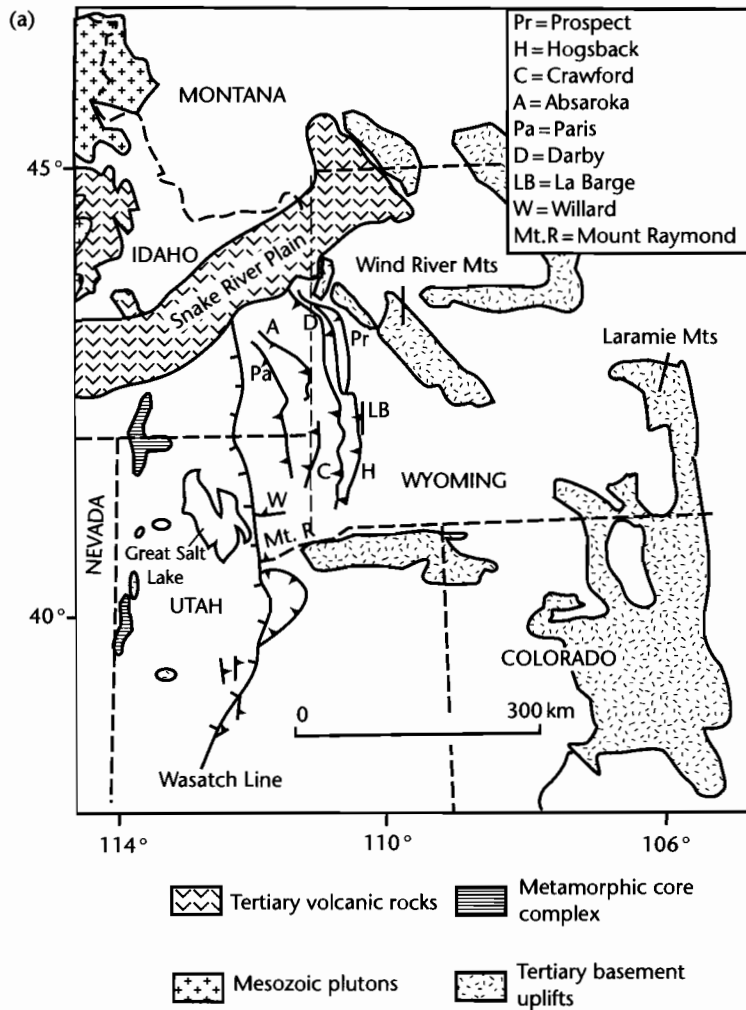 (a)
Pr = Prospect
H = Hogsback
C = Crawford
A = Absaroka
Pa = Paris
D = Darby
LB = La Barge
W = Willard
Mt.R = Mount Raymond
MONTANA
45°
IDAHO
Snake River Plain
Wind River Mts
Laramie Mts
A
D
Pr
Pa
LB
C
H
WYOMING
W
Mt. R
NEVADA
Great Salt
Lake
UTAH
40°
COLORADO
0
300 km
Wasatch Line
114°
110°
106°
Tertiary volcanic rocks
Metamorphic core
complex
Mesozoic plutons
Tertiary basement
uplifts